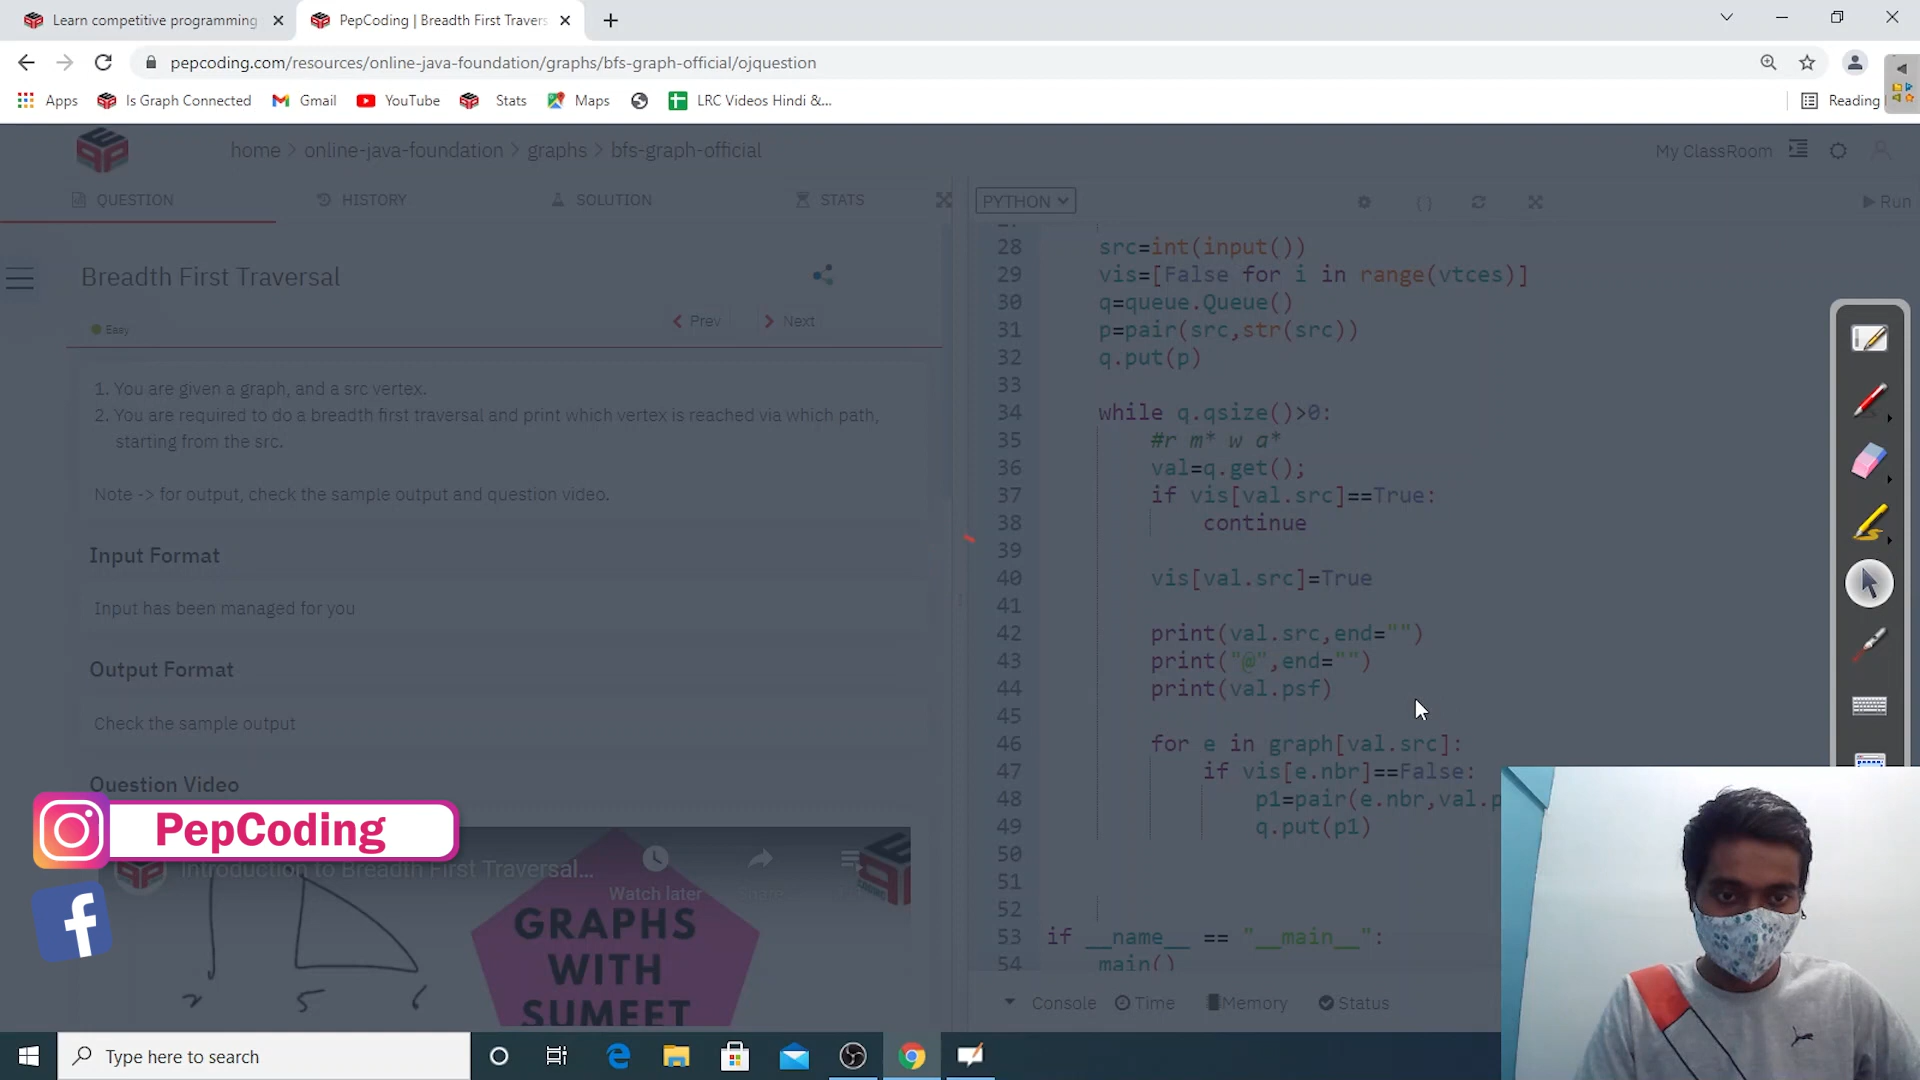 Learn competitive programming
PepCoding | Breadth First Travers
pepcoding.com/resources/online-java-foundation/graphs/bfs-graph-official/ojquestion
Apps
Is Graph Connected
Gmail
YouTube
Stats
Maps
LRC Videos Hindi &...
Reading
home > online-java-foundation > graphs > bfs-graph-official
My ClassRoom
QUESTION
HISTORY
SOLUTION
STATS
PYTHON
Run
Breadth First Traversal
Easy
Prev
Next
1. You are given a graph, and a src vertex.
2. You are required to do a breadth first traversal and print which vertex is reached via which path,
starting from the src.
Note -> for output, check the sample output and question video.
Input Format
Input has been managed for you
Output Format
Check the sample output
Question Video
Introduction to Breadth First Traversal...
Watch later
Share
GRAPHS
WITH
SUMEET
2 5 6
PepCoding
28 src=int(input())
29 vis=[False for i in range(vtces)]
30 q=queue.Queue()
31 p=pair(src,str(src))
32 q.put(p)
33
34 while q.qsize()>0:
35 #r m* w a*
36 val=q.get();
37 if vis[val.src]==True:
38 continue
39
40 vis[val.src]=True
41
42 print(val.src,end="")
43 print("@",end="")
44 print(val.psf)
45
46 for e in graph[val.src]:
47 if vis[e.nbr]==False:
48 p1=pair(e.nbr,val.p
49 q.put(p1)
50
51
52
53 if __name__ == "__main__":
54 main()
Console
Time
Memory
Status
Type here to search